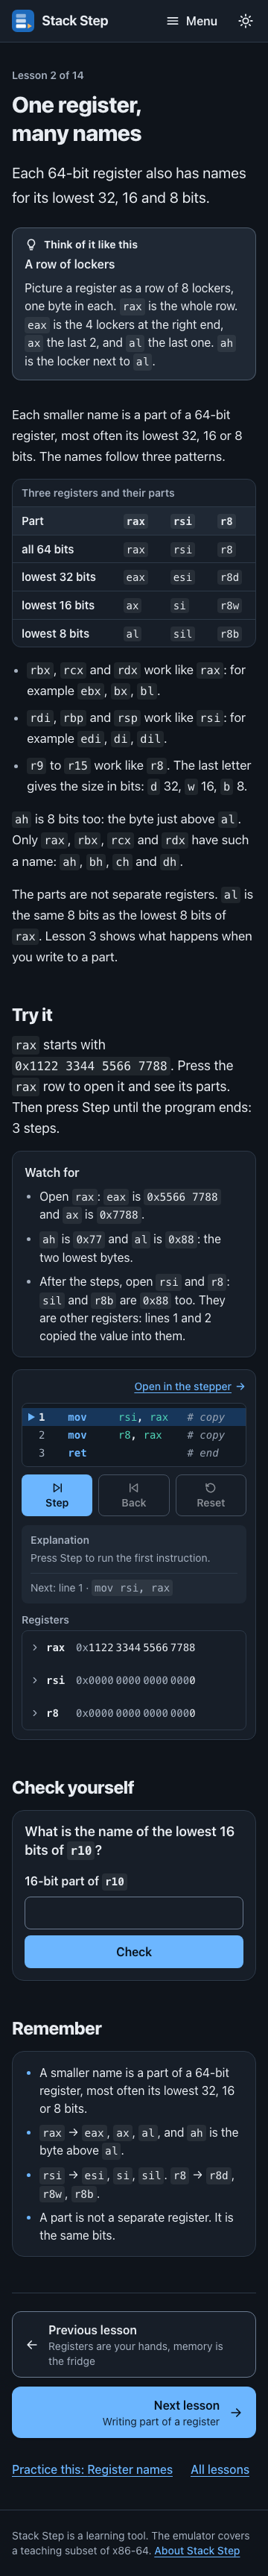 Stack Step
Menu
Lesson 2 of 14
One register,
many names
Each 64-bit register also has names
for its lowest 32, 16 and 8 bits.
Think of it like this
A row of lockers
Picture a register as a row of 8 lockers,
one byte in each. rax is the whole row.
eax is the 4 lockers at the right end,
ax the last 2, and al the last one. ah
is the locker next to al.
Each smaller name is a part of a 64-bit
register, most often its lowest 32, 16 or 8
bits. The names follow three patterns.
Three registers and their parts
Part rax rsi r8
all 64 bits rax rsi r8
lowest 32 bits eax esi r8d
lowest 16 bits ax si r8w
lowest 8 bits al sil r8b
• rbx, rcx and rdx work like rax: for
example ebx, bx, bl.
• rdi, rbp and rsp work like rsi: for
example edi, di, dil.
• r9 to r15 work like r8. The last letter
gives the size in bits: d 32, w 16, b 8.
ah is 8 bits too: the byte just above al.
Only rax, rbx, rcx and rdx have such
a name: ah, bh, ch and dh.
The parts are not separate registers. al is
the same 8 bits as the lowest 8 bits of
rax. Lesson 3 shows what happens when
you write to a part.
Try it
rax starts with
0x1122 3344 5566 7788. Press the
rax row to open it and see its parts.
Then press Step until the program ends:
3 steps.
Watch for
• Open rax: eax is 0x5566 7788
and ax is 0x7788.
• ah is 0x77 and al is 0x88: the
two lowest bytes.
• After the steps, open rsi and r8:
sil and r8b are 0x88 too. They
are other registers: lines 1 and 2
copied the value into them.
Open in the stepper →
1 mov rsi, rax # copy
2 mov r8, rax # copy
3 ret # end
Step
Back
Reset
Explanation
Press Step to run the first instruction.
Next: line 1 · mov rsi, rax
Registers
rax 0x1122 3344 5566 7788
rsi 0x0000 0000 0000 0000
r8 0x0000 0000 0000 0000
Check yourself
What is the name of the lowest 16
bits of r10?
16-bit part of r10
Check
Remember
• A smaller name is a part of a 64-bit
register, most often its lowest 32, 16
or 8 bits.
• rax → eax, ax, al, and ah is the
byte above al.
• rsi → esi, si, sil. r8 → r8d,
r8w, r8b.
• A part is not a separate register. It is
the same bits.
← Previous lesson
Registers are your hands, memory is
the fridge
Next lesson →
Writing part of a register
Practice this: Register names
All lessons
Stack Step is a learning tool. The emulator covers
a teaching subset of x86-64. About Stack Step